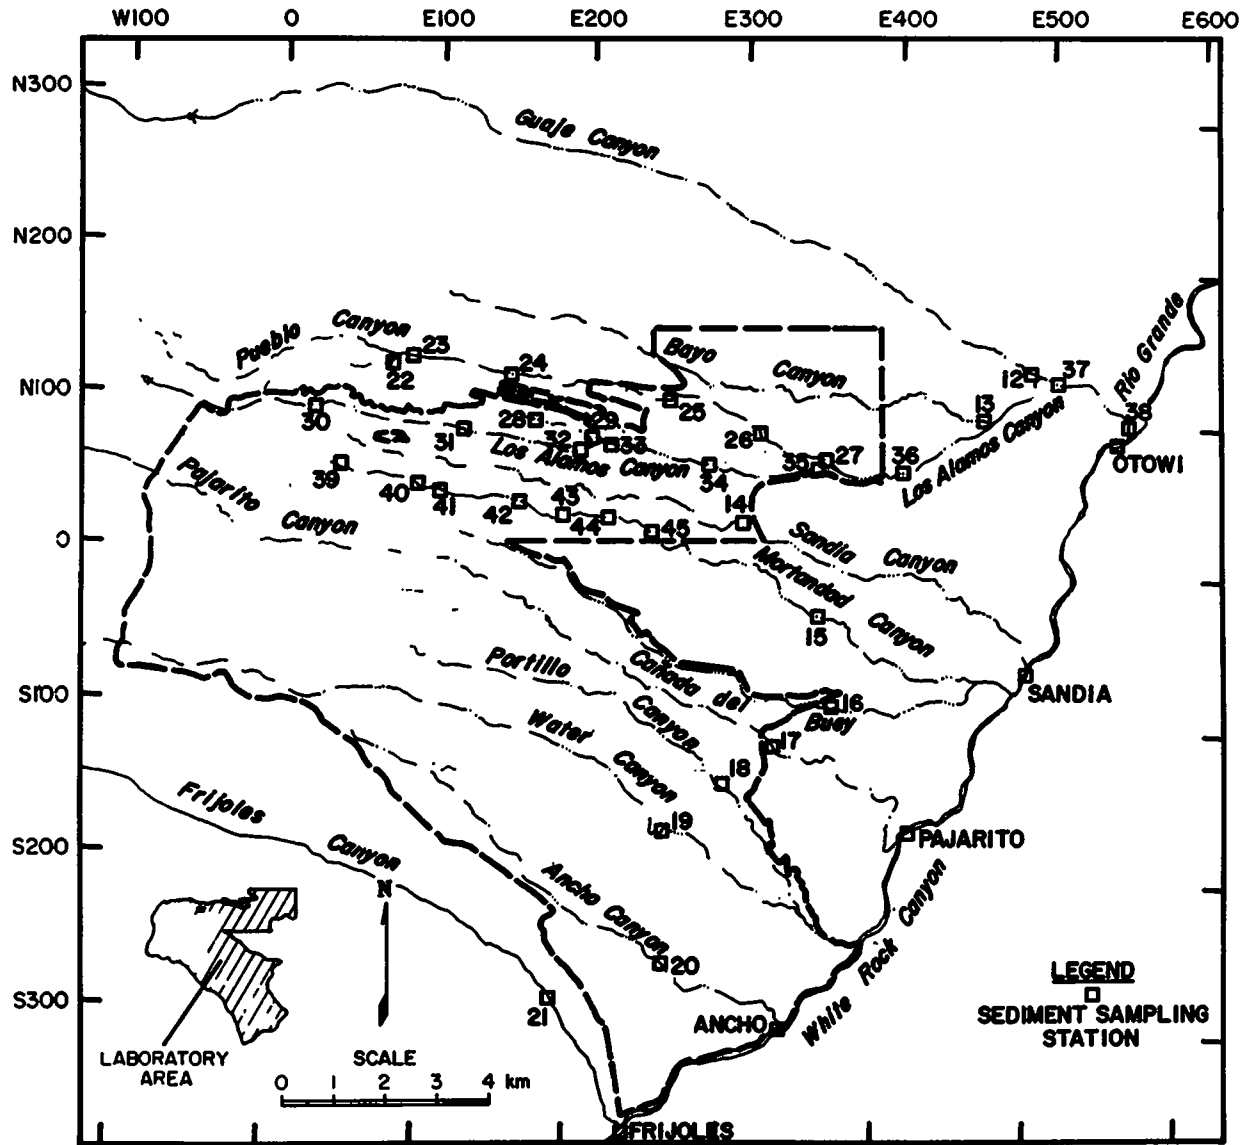 W100 0 E100 E200 E300 E400 E500 E600
N300
Guaje Canyon
N200
Rio Grande
Pueblo Canyon
23
22
24
Bayo Canyon
12
37
N100
25
13
38
30
28
29
26
OTOWI
31
32
33
Los Alamos Canyon
34
35
27
36
Los Alamos Canyon
Pajarito Canyon
39
40
41
42
43
44
45
14
0
Sandia Canyon
Mortandad Canyon
15
Cañada del Buey
16
S100
SANDIA
Portillo Canyon
17
Water Canyon
18
19
Frijoles Canyon
S200
PAJARITO
Ancho Canyon
20
White Rock Canyon
N
S300
21
ANCHO
LEGEND
SEDIMENT SAMPLING
STATION
LABORATORY
AREA
SCALE
0 1 2 3 4 km
FRIJOLES